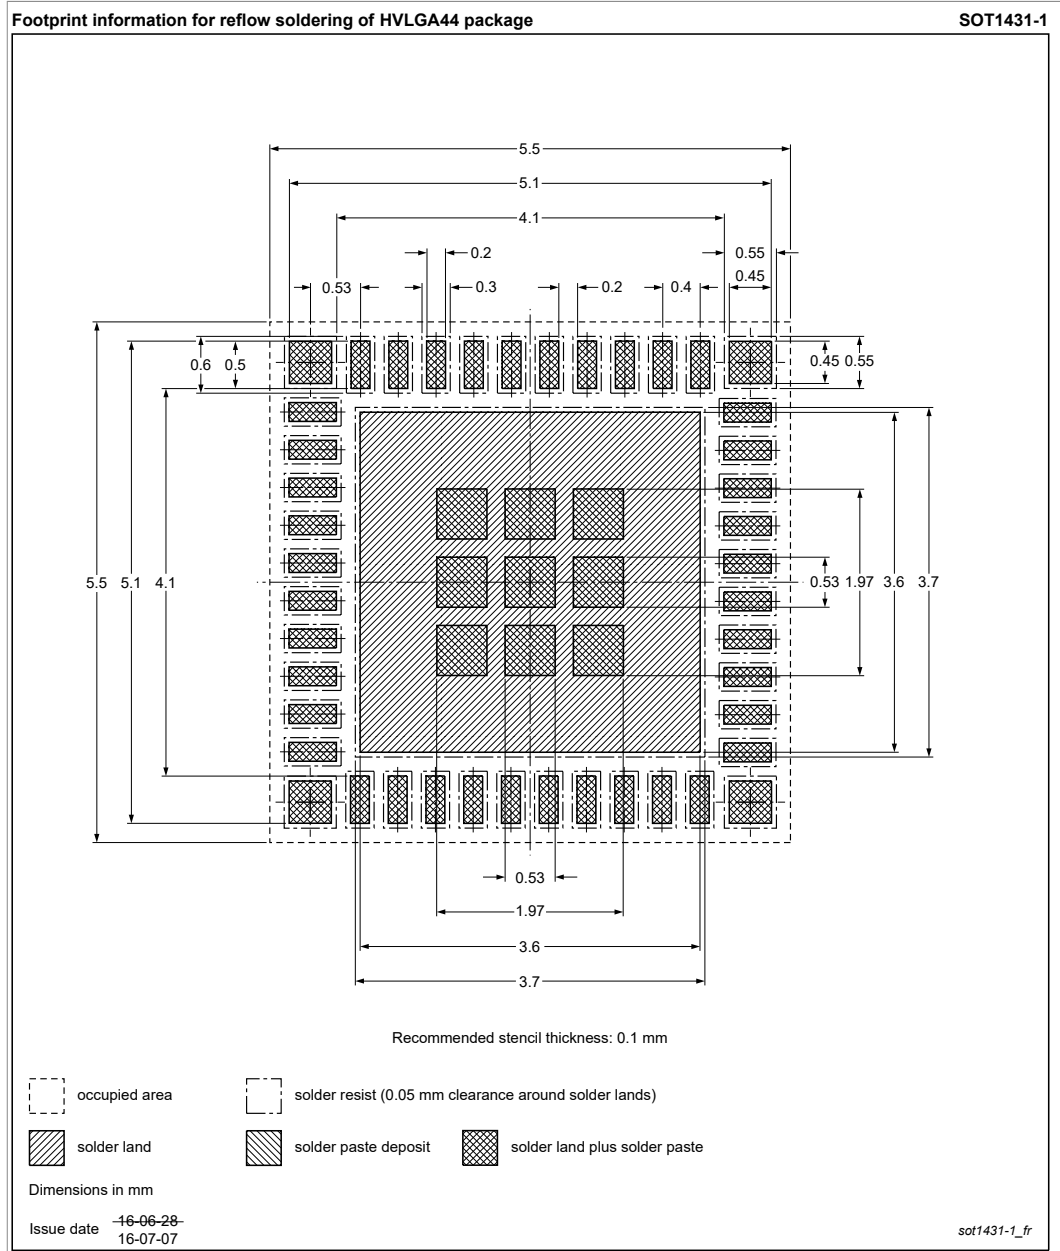 Footprint information for reflow soldering of HVLGA44 package SOT1431-1
5.5
5.1
4.1
0.2 0.55
0.53 0.3 0.2 0.4 0.45
0.6 0.5 0.45 0.55
5.5 5.1 4.1 0.53 1.97 3.6 3.7
0.53
1.97
3.6
3.7
Recommended stencil thickness: 0.1 mm
occupied area solder resist (0.05 mm clearance around solder lands)
solder land solder paste deposit solder land plus solder paste
Dimensions in mm
Issue date 16-06-28
16-07-07
sot1431-1_fr